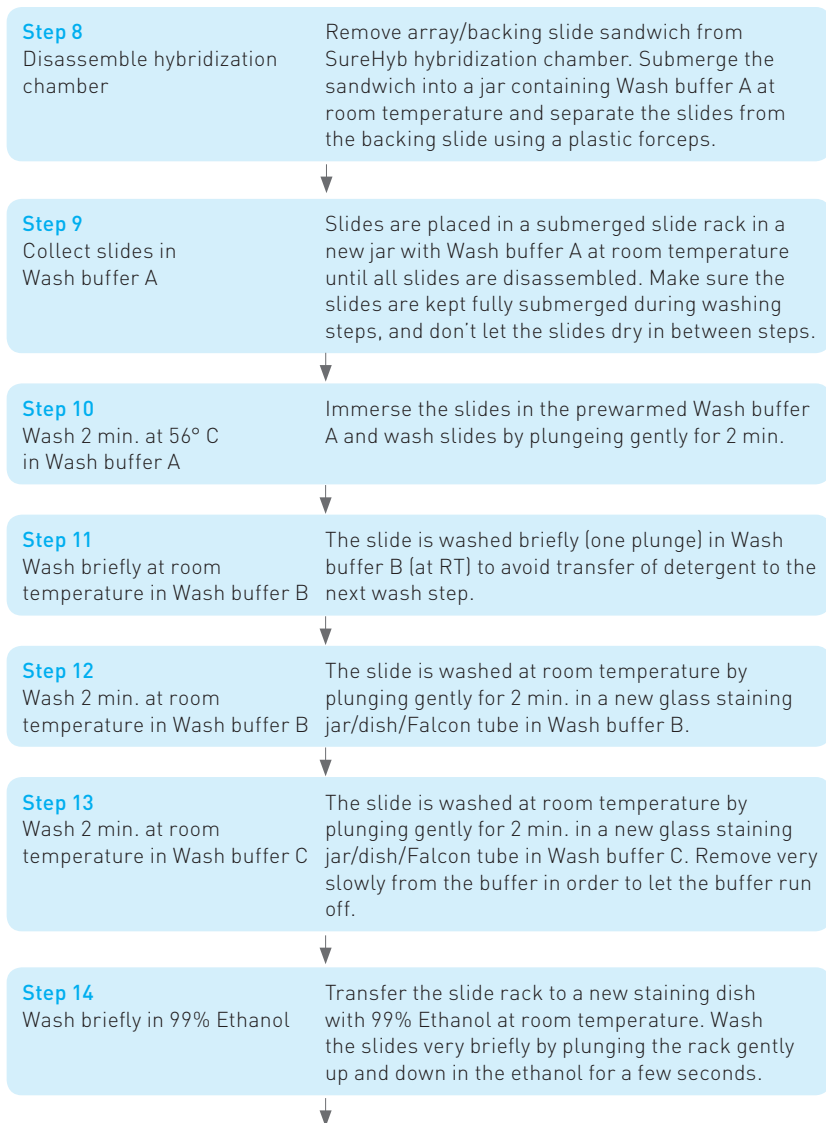 Step 8
Disassemble hybridization
chamber
Remove array/backing slide sandwich from
SureHyb hybridization chamber. Submerge the
sandwich into a jar containing Wash buffer A at
room temperature and separate the slides from
the backing slide using a plastic forceps.
Step 9
Collect slides in
Wash buffer A
Slides are placed in a submerged slide rack in a
new jar with Wash buffer A at room temperature
until all slides are disassembled. Make sure the
slides are kept fully submerged during washing
steps, and don't let the slides dry in between steps.
Step 10
Wash 2 min. at 56° C
in Wash buffer A
Immerse the slides in the prewarmed Wash buffer
A and wash slides by plungeing gently for 2 min.
Step 11
Wash briefly at room
temperature in Wash buffer B
The slide is washed briefly (one plunge) in Wash
buffer B (at RT) to avoid transfer of detergent to the
next wash step.
Step 12
Wash 2 min. at room
temperature in Wash buffer B
The slide is washed at room temperature by
plunging gently for 2 min. in a new glass staining
jar/dish/Falcon tube in Wash buffer B.
Step 13
Wash 2 min. at room
temperature in Wash buffer C
The slide is washed at room temperature by
plunging gently for 2 min. in a new glass staining
jar/dish/Falcon tube in Wash buffer C. Remove very
slowly from the buffer in order to let the buffer run
off.
Step 14
Wash briefly in 99% Ethanol
Transfer the slide rack to a new staining dish
with 99% Ethanol at room temperature. Wash
the slides very briefly by plunging the rack gently
up and down in the ethanol for a few seconds.